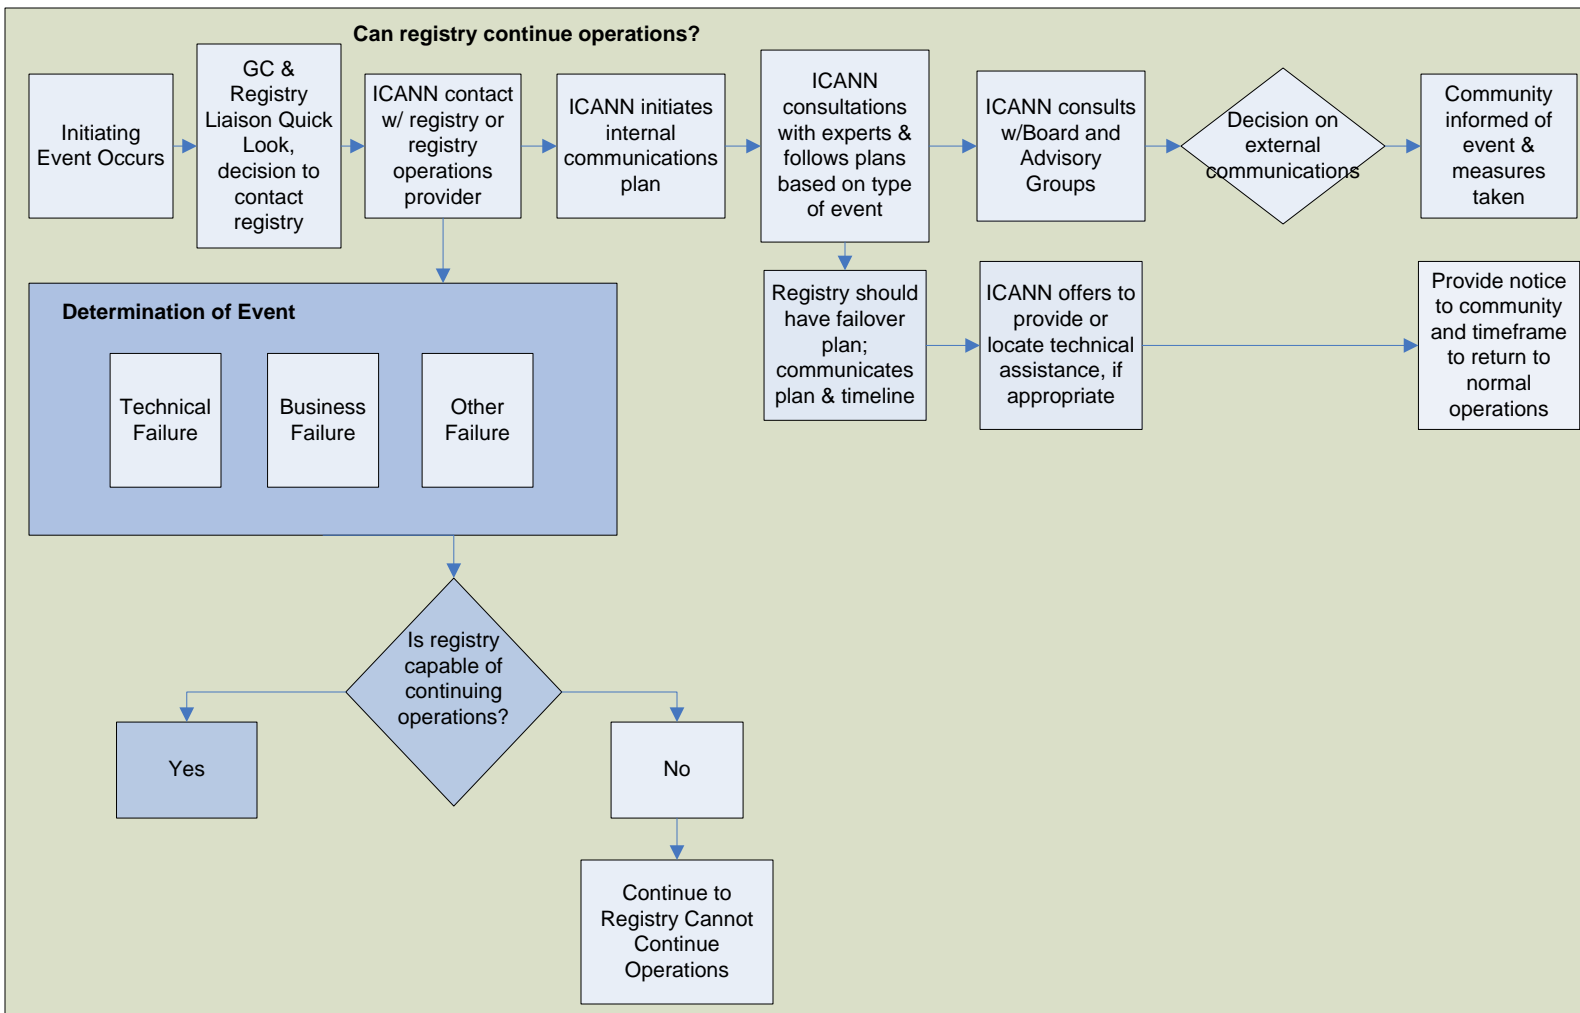 Can registry continue operations?
Initiating
Event Occurs
GC &
Registry
Liaison Quick
Look,
decision to
contact
registry
ICANN contact
w/ registry or
registry
operations
provider
ICANN initiates
internal
communications
plan
ICANN
consultations
with experts &
follows plans
based on type
of event
ICANN consults
w/Board and
Advisory
Groups
Decision on
external
communications
Community
informed of
event &
measures
taken
Registry should
have failover
plan;
communicates
plan & timeline
ICANN offers to
provide or
locate technical
assistance, if
appropriate
Provide notice
to community
and timeframe
to return to
normal
operations
Determination of Event
Technical
Failure
Business
Failure
Other
Failure
Is registry
capable of
continuing
operations?
Yes
No
Continue to
Registry Cannot
Continue
Operations